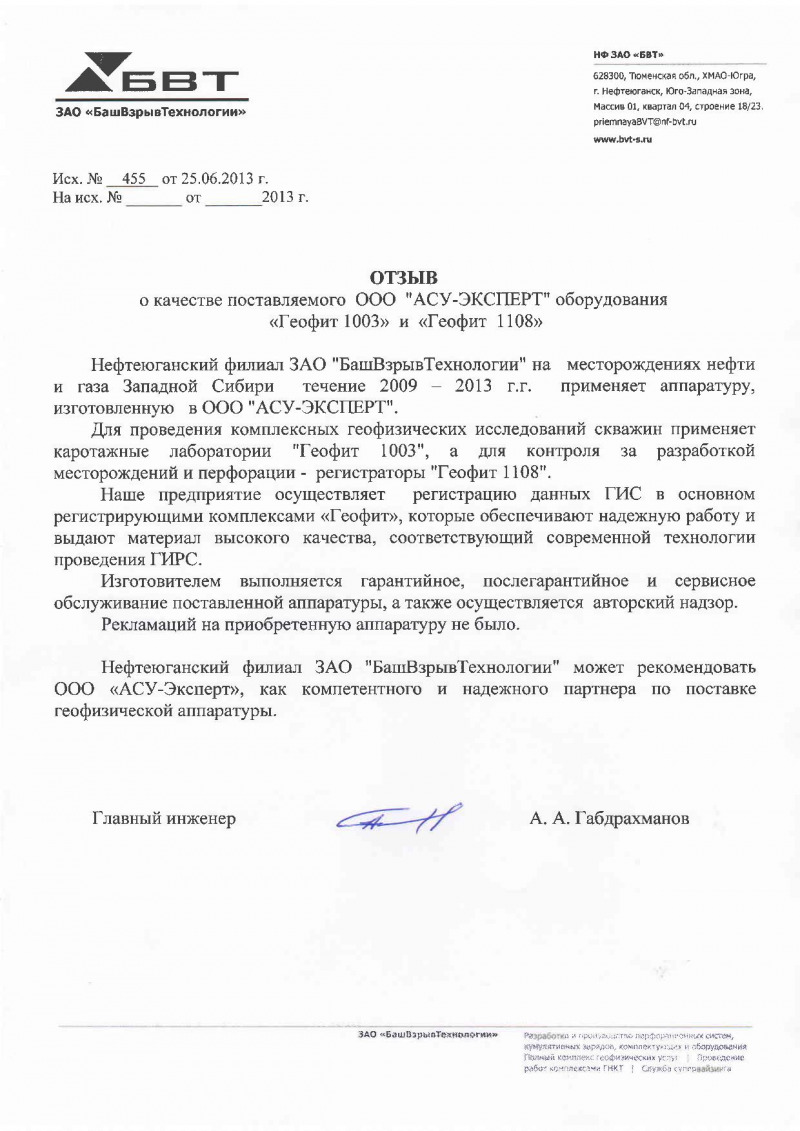 БВТ
ЗАО «БашВзрывТехнологии»
НФ ЗАО «БВТ»
628300, Тюменская обл., ХМАО-Югра,
г. Нефтеюганск, Юго-Западная зона,
Массив 01, квартал 04, строение 18/23.
priemnayaBVT@nf-bvt.ru
www.bvt-s.ru
Исх. № 455 от 25.06.2013 г.
На исх. № _______ от _______2013 г.
ОТЗЫВ
о качестве поставляемого ООО "АСУ-ЭКСПЕРТ" оборудования
«Геофит 1003» и «Геофит 1108»
Нефтеюганский филиал ЗАО "БашВзрывТехнологии" на месторождениях нефти
и газа Западной Сибири течение 2009 – 2013 г.г. применяет аппаратуру,
изготовленную в ООО "АСУ-ЭКСПЕРТ".
Для проведения комплексных геофизических исследований скважин применяет
каротажные лаборатории "Геофит 1003", а для контроля за разработкой
месторождений и перфорации - регистраторы "Геофит 1108".
Наше предприятие осуществляет регистрацию данных ГИС в основном
регистрирующими комплексами «Геофит», которые обеспечивают надежную работу и
выдают материал высокого качества, соответствующий современной технологии
проведения ГИРС.
Изготовителем выполняется гарантийное, послегарантийное и сервисное
обслуживание поставленной аппаратуры, а также осуществляется авторский надзор.
Рекламаций на приобретенную аппаратуру не было.
Нефтеюганский филиал ЗАО "БашВзрывТехнологии" может рекомендовать
ООО «АСУ-Эксперт», как компетентного и надежного партнера по поставке
геофизической аппаратуры.
Главный инженер А. А. Габдрахманов
ЗАО «БашВзрывТехнологии»
Разработка и производство перфорационных систем,
кумулятивных зарядов, комплектующих и оборудования
Полный комплекс геофизических услуг | Проведение
работ комплексами ГНКТ | Служба супервайзинга